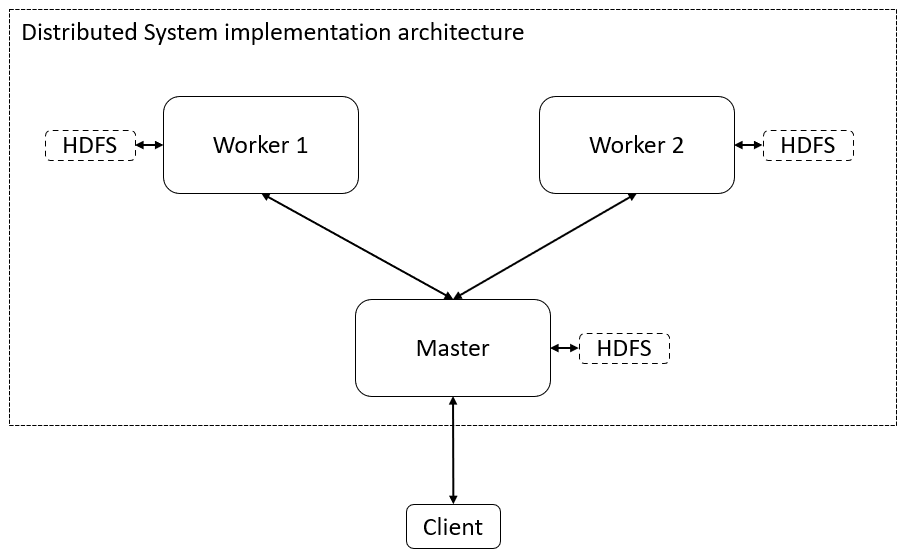 Distributed System implementation architecture
HDFS
Worker 1
Worker 2
HDFS
Master
HDFS
Client